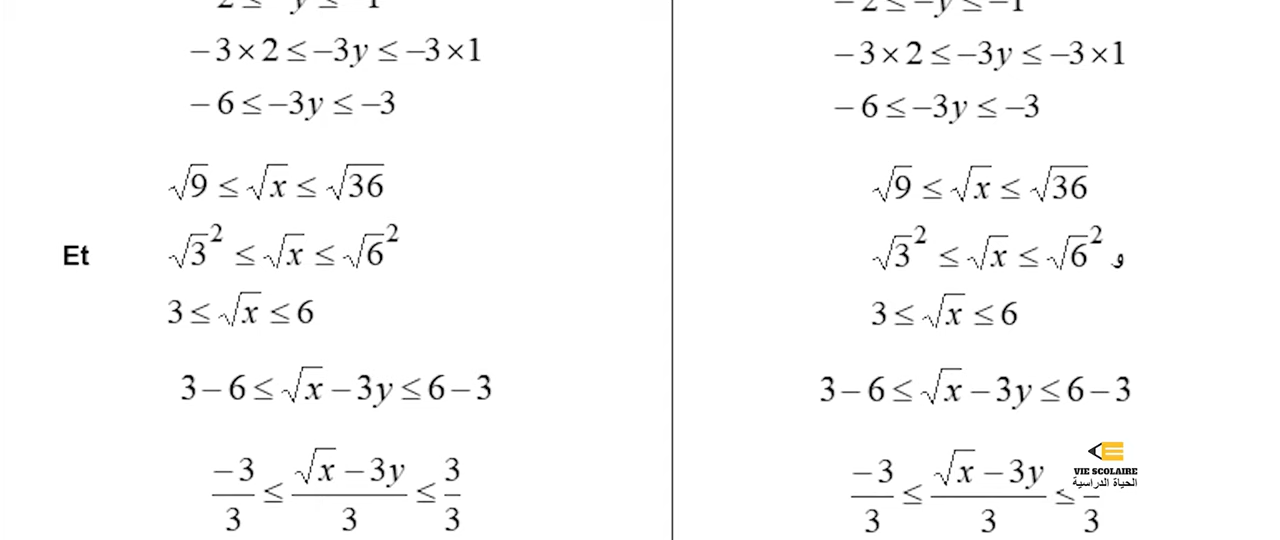 -3×2≤-3y≤-3×1
-6≤-3y≤-3
√9≤√x≤√36
Et √3²≤√x≤√6²
3≤√x≤6
3-6≤√x-3y≤6-3
-3/3≤(√x-3y)/3≤3/3
-2≤-y≤-1
-3×2≤-3y≤-3×1
-6≤-3y≤-3
√9≤√x≤√36
√3²≤√x≤√6² و
3≤√x≤6
3-6≤√x-3y≤6-3
-3/3≤(√x-3y)/3≤ /3
VIE SCOLAIRE
الحياة الدراسية